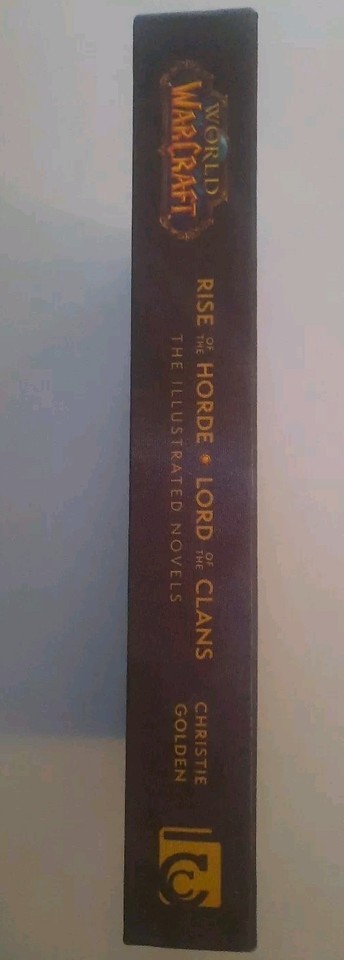 WORLD
WARCRAFT
RISE OF THE HORDE • LORD OF THE CLANS
THE ILLUSTRATED NOVELS
CHRISTIE
GOLDEN